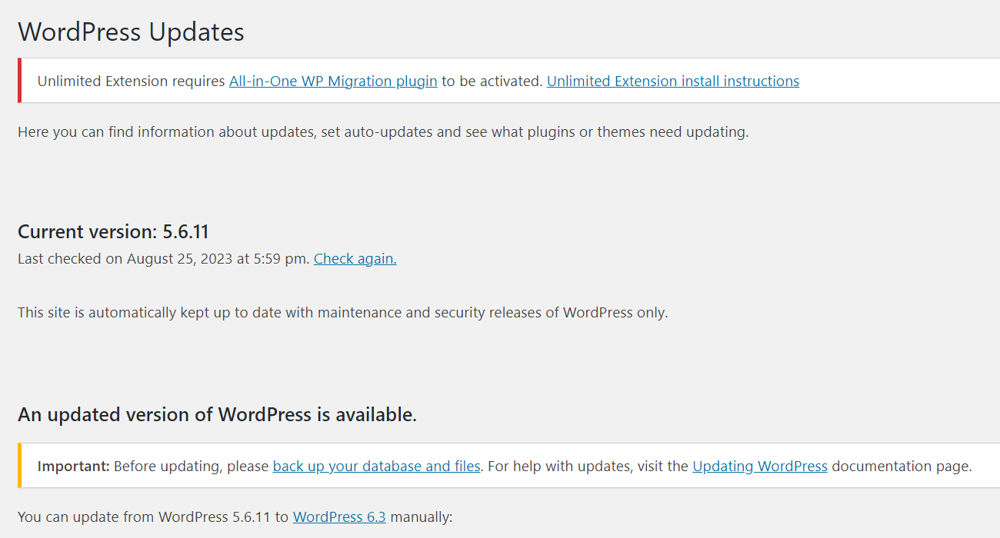 WordPress Updates
Unlimited Extension requires All-in-One WP Migration plugin to be activated. Unlimited Extension install instructions
Here you can find information about updates, set auto-updates and see what plugins or themes need updating.
Current version: 5.6.11
Last checked on August 25, 2023 at 5:59 pm. Check again.
This site is automatically kept up to date with maintenance and security releases of WordPress only.
An updated version of WordPress is available.
Important: Before updating, please back up your database and files. For help with updates, visit the Updating WordPress documentation page.
You can update from WordPress 5.6.11 to WordPress 6.3 manually: